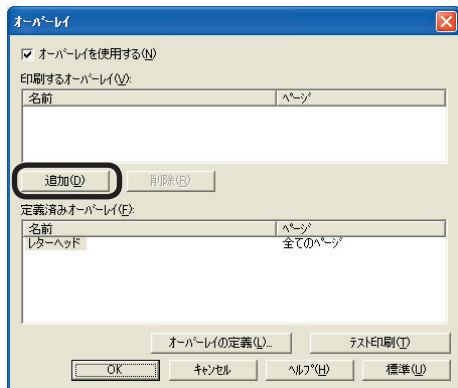 オーバーレイ
オーバーレイを使用する(N)
印刷するオーバーレイ(V):
名前 ページ
追加(D) 削除(R)
定義済みオーバーレイ(F):
名前 ページ
レターヘッド 全てのページ
オーバーレイの定義(L)... テスト印刷(T)
OK キャンセル ヘルプ(H) 標準(U)